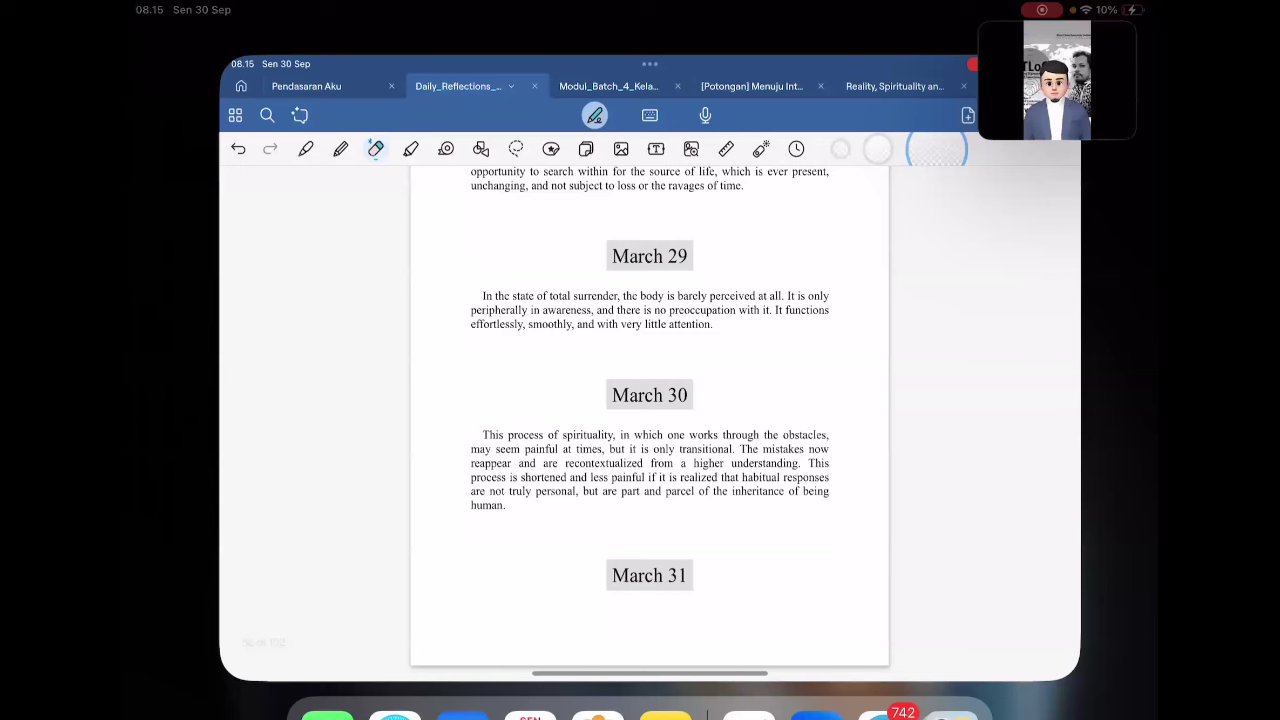 08.15 Sen 30 Sep
10%
08.15 Sen 30 Sep
Pendasaran Aku
Daily_Reflections_...
Modul_Batch_4_Kela...
[Potongan] Menuju Int...
Reality, Spirituality an...
opportunity to search within for the source of life, which is ever present,
unchanging, and not subject to loss or the ravages of time.
March 29
In the state of total surrender, the body is barely perceived at all. It is only
peripherally in awareness, and there is no preoccupation with it. It functions
effortlessly, smoothly, and with very little attention.
March 30
This process of spirituality, in which one works through the obstacles,
may seem painful at times, but it is only transitional. The mistakes now
reappear and are recontextualized from a higher understanding. This
process is shortened and less painful if it is realized that habitual responses
are not truly personal, but are part and parcel of the inheritance of being
human.
March 31
SEN
742